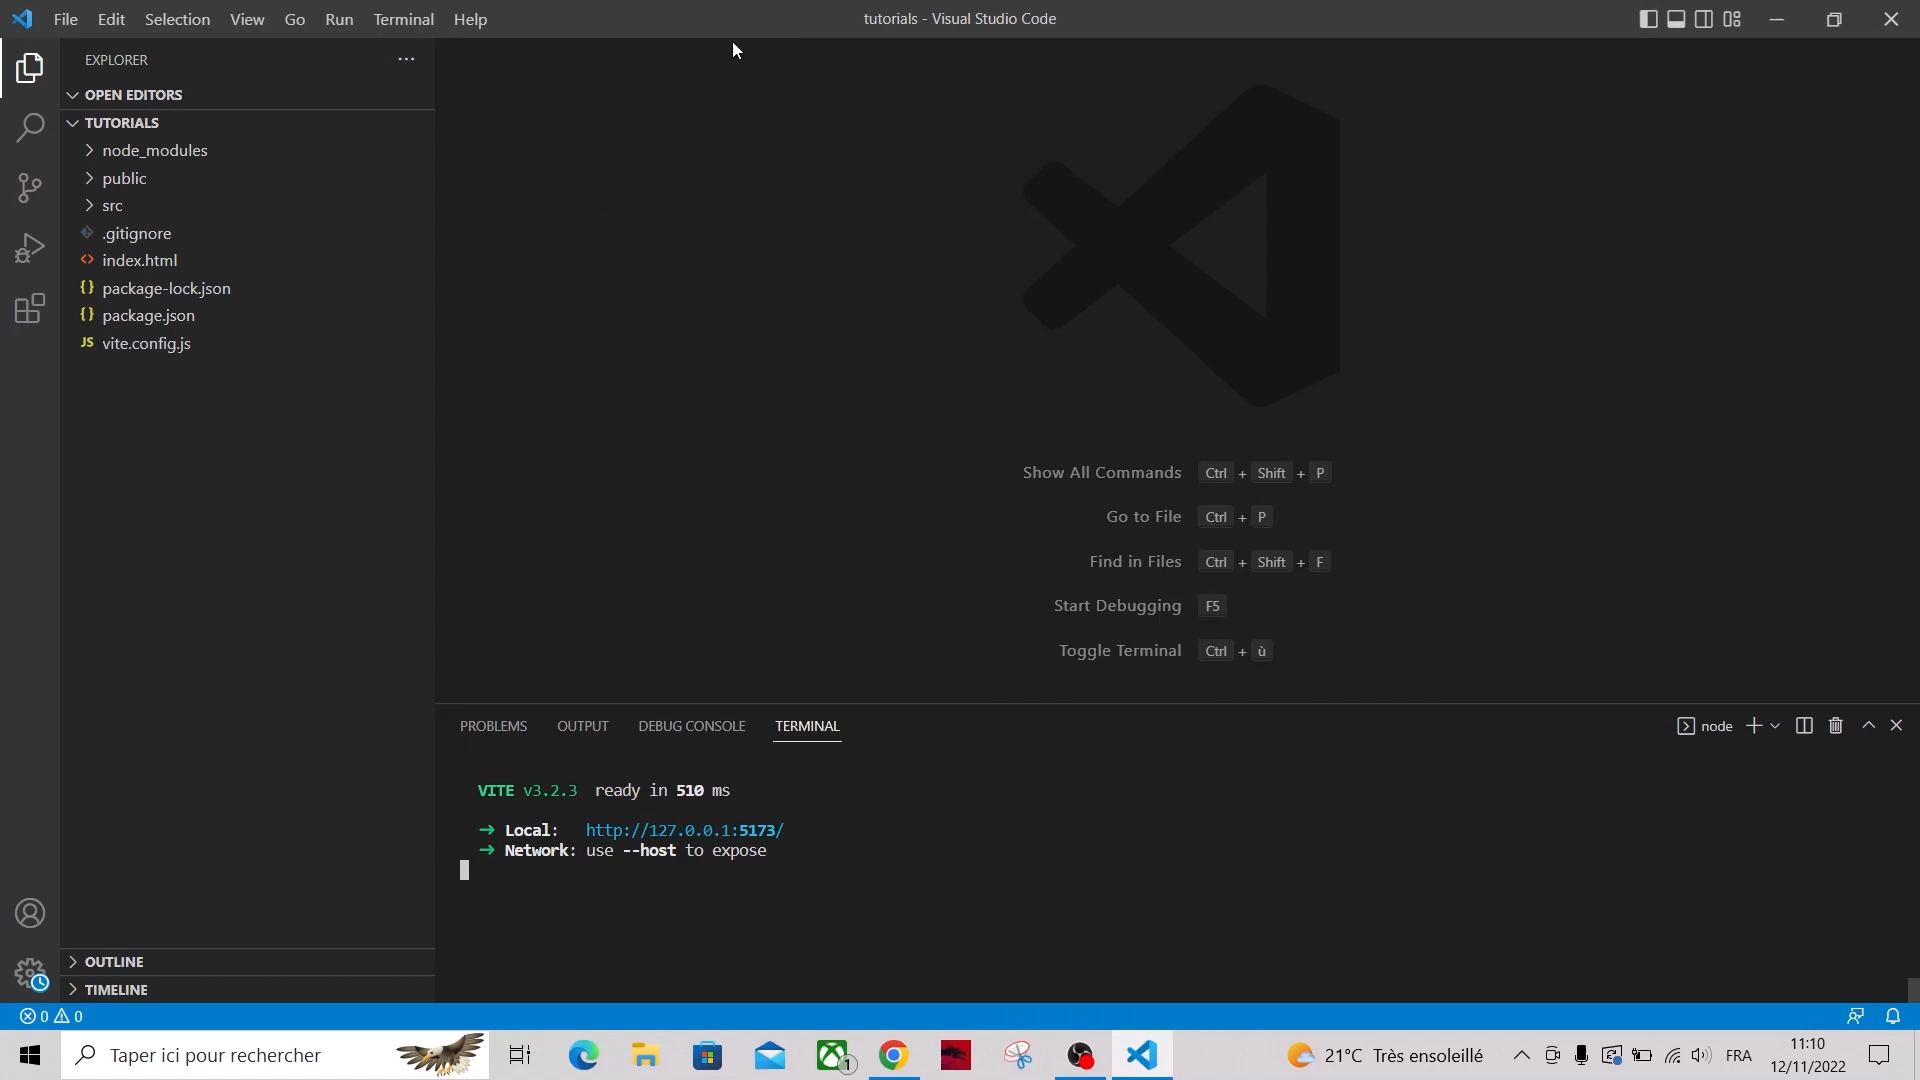 File Edit Selection View Go Run Terminal Help
tutorials - Visual Studio Code
EXPLORER
OPEN EDITORS
TUTORIALS
node_modules
public
src
.gitignore
index.html
package-lock.json
package.json
JS vite.config.js
OUTLINE
TIMELINE
Show All Commands Ctrl + Shift + P
Go to File Ctrl + P
Find in Files Ctrl + Shift + F
Start Debugging F5
Toggle Terminal Ctrl + ù
PROBLEMS OUTPUT DEBUG CONSOLE TERMINAL
node
VITE v3.2.3 ready in 510 ms
➜ Local: http://127.0.0.1:5173/
➜ Network: use --host to expose
0 0
Taper ici pour rechercher
1
21°C Très ensoleillé
FRA
11:10
12/11/2022